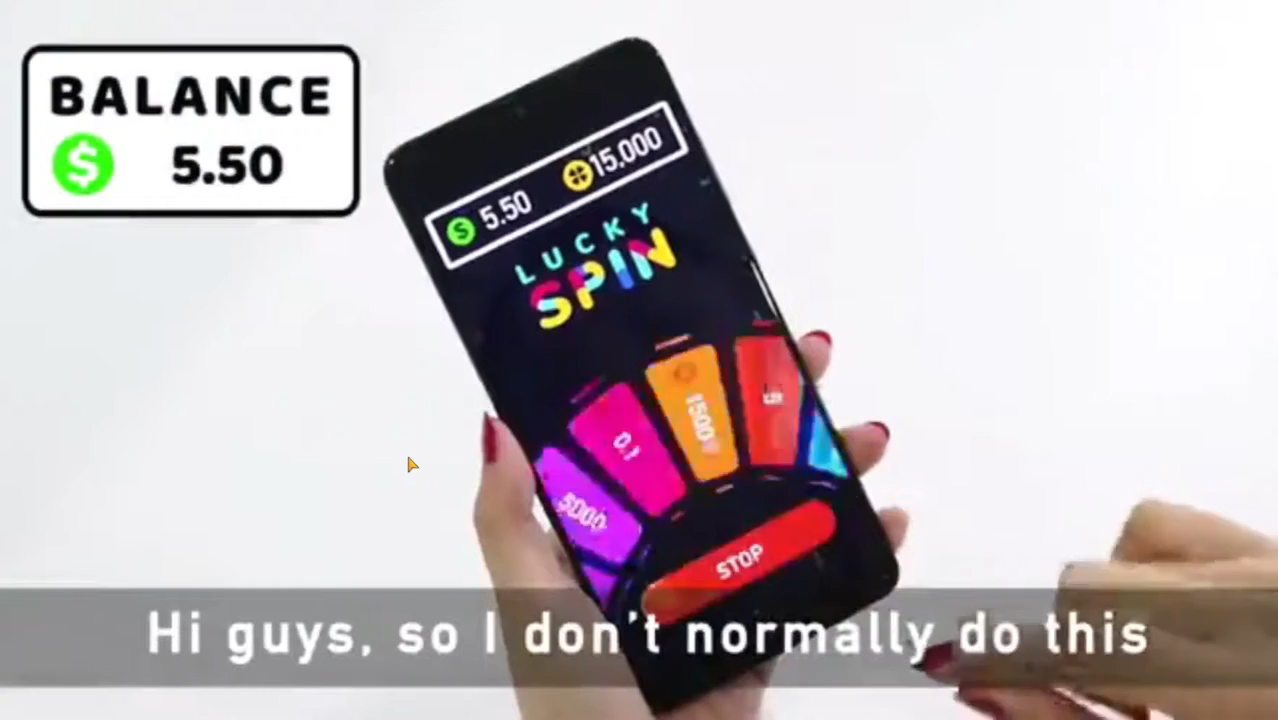 BALANCE
$ 5.50
$ 5.50 15,000
LUCKY
SPIN
5000
0.1
1500
STOP
Hi guys, so I don't normally do this